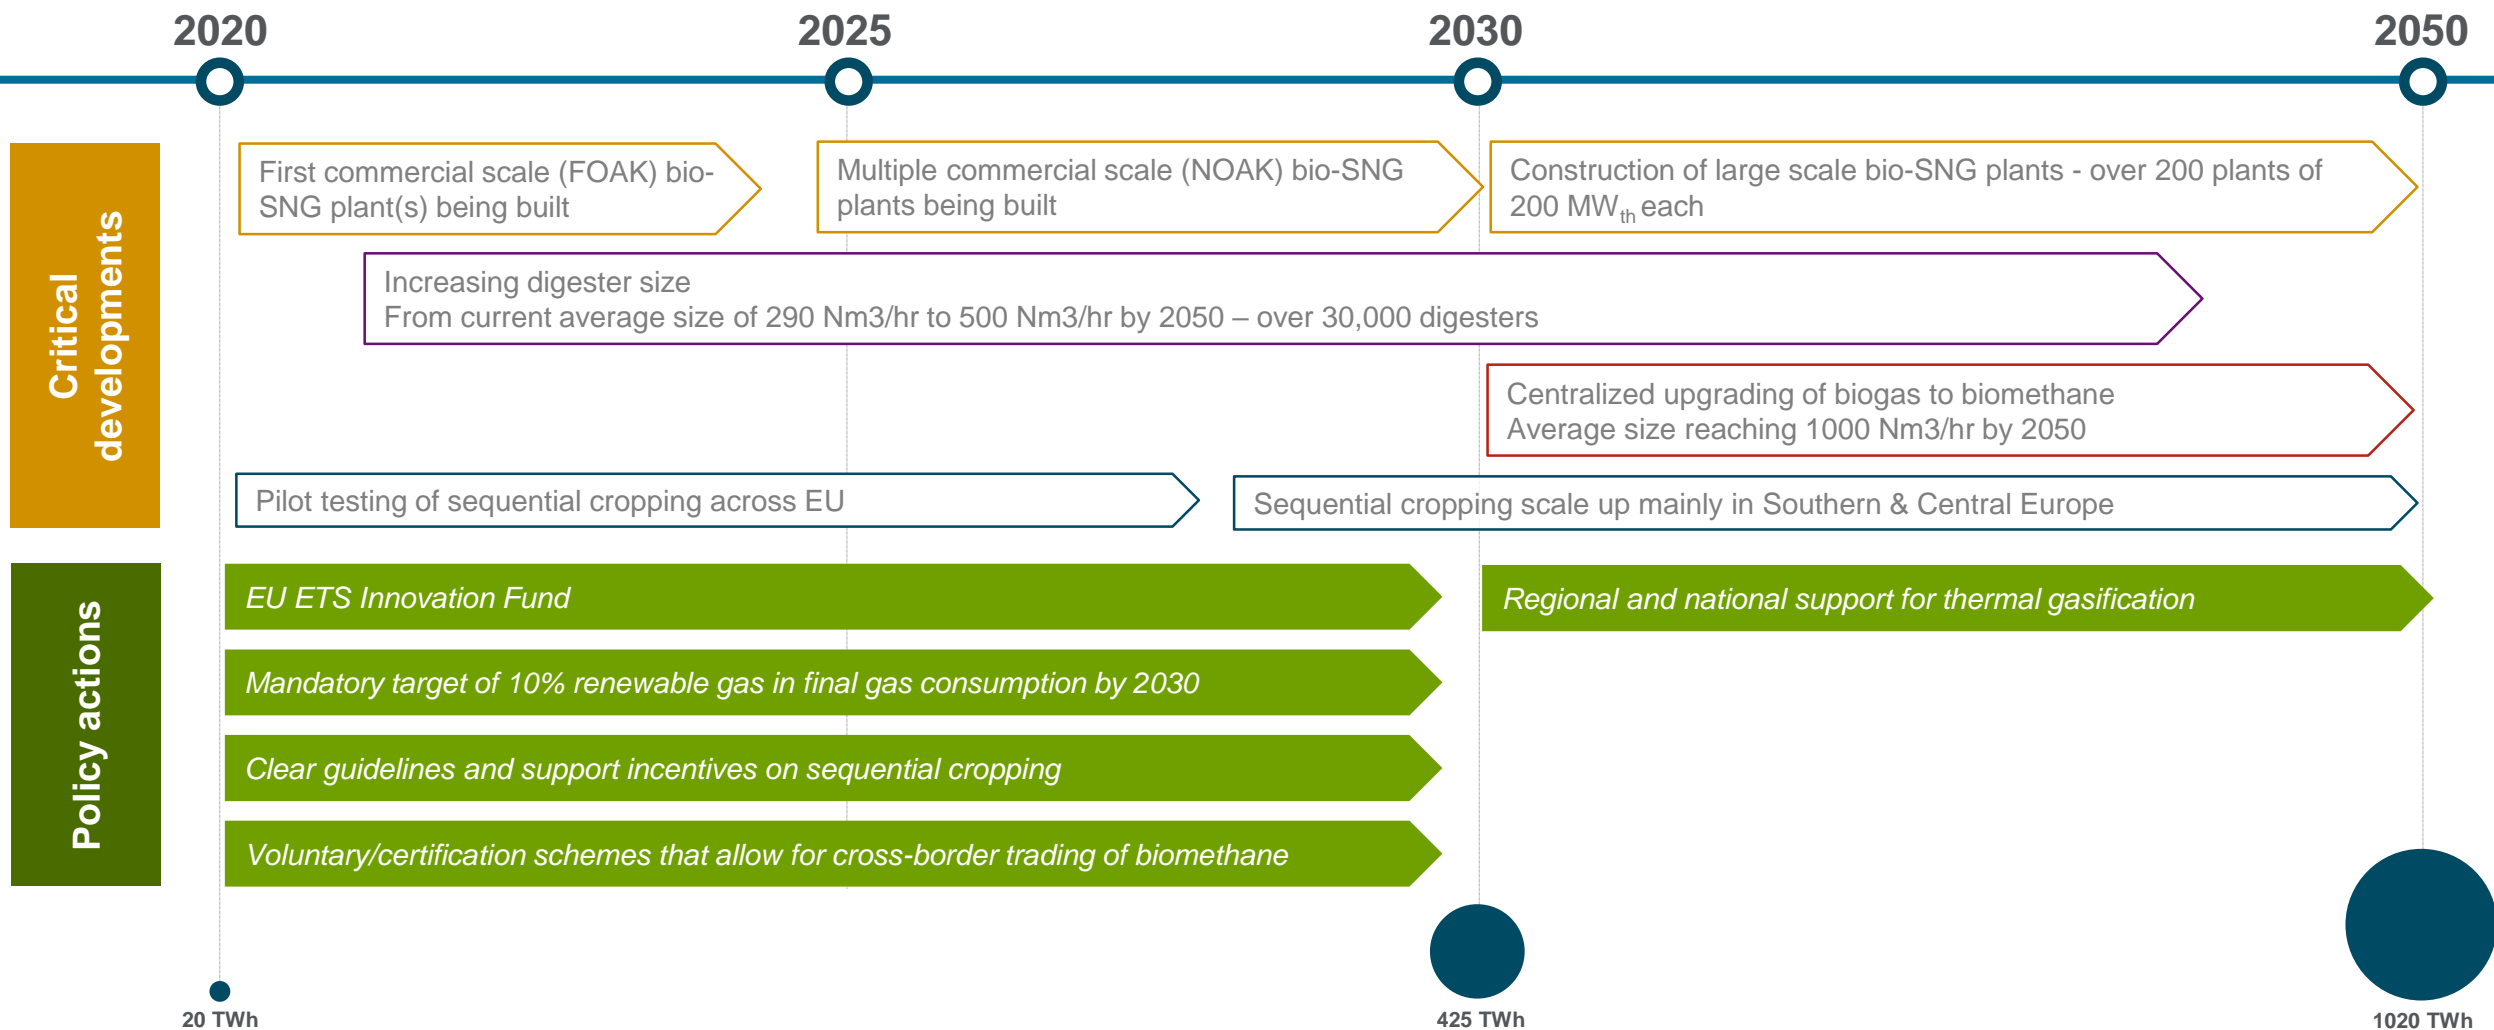 2020
2025
2030
2050
Critical
developments
First commercial scale (FOAK) bio-
SNG plant(s) being built
Multiple commercial scale (NOAK) bio-SNG
plants being built
Construction of large scale bio-SNG plants - over 200 plants of
200 MWth each
Increasing digester size
From current average size of 290 Nm3/hr to 500 Nm3/hr by 2050 – over 30,000 digesters
Centralized upgrading of biogas to biomethane
Average size reaching 1000 Nm3/hr by 2050
Pilot testing of sequential cropping across EU
Sequential cropping scale up mainly in Southern & Central Europe
Policy actions
EU ETS Innovation Fund
Regional and national support for thermal gasification
Mandatory target of 10% renewable gas in final gas consumption by 2030
Clear guidelines and support incentives on sequential cropping
Voluntary/certification schemes that allow for cross-border trading of biomethane
20 TWh
425 TWh
1020 TWh